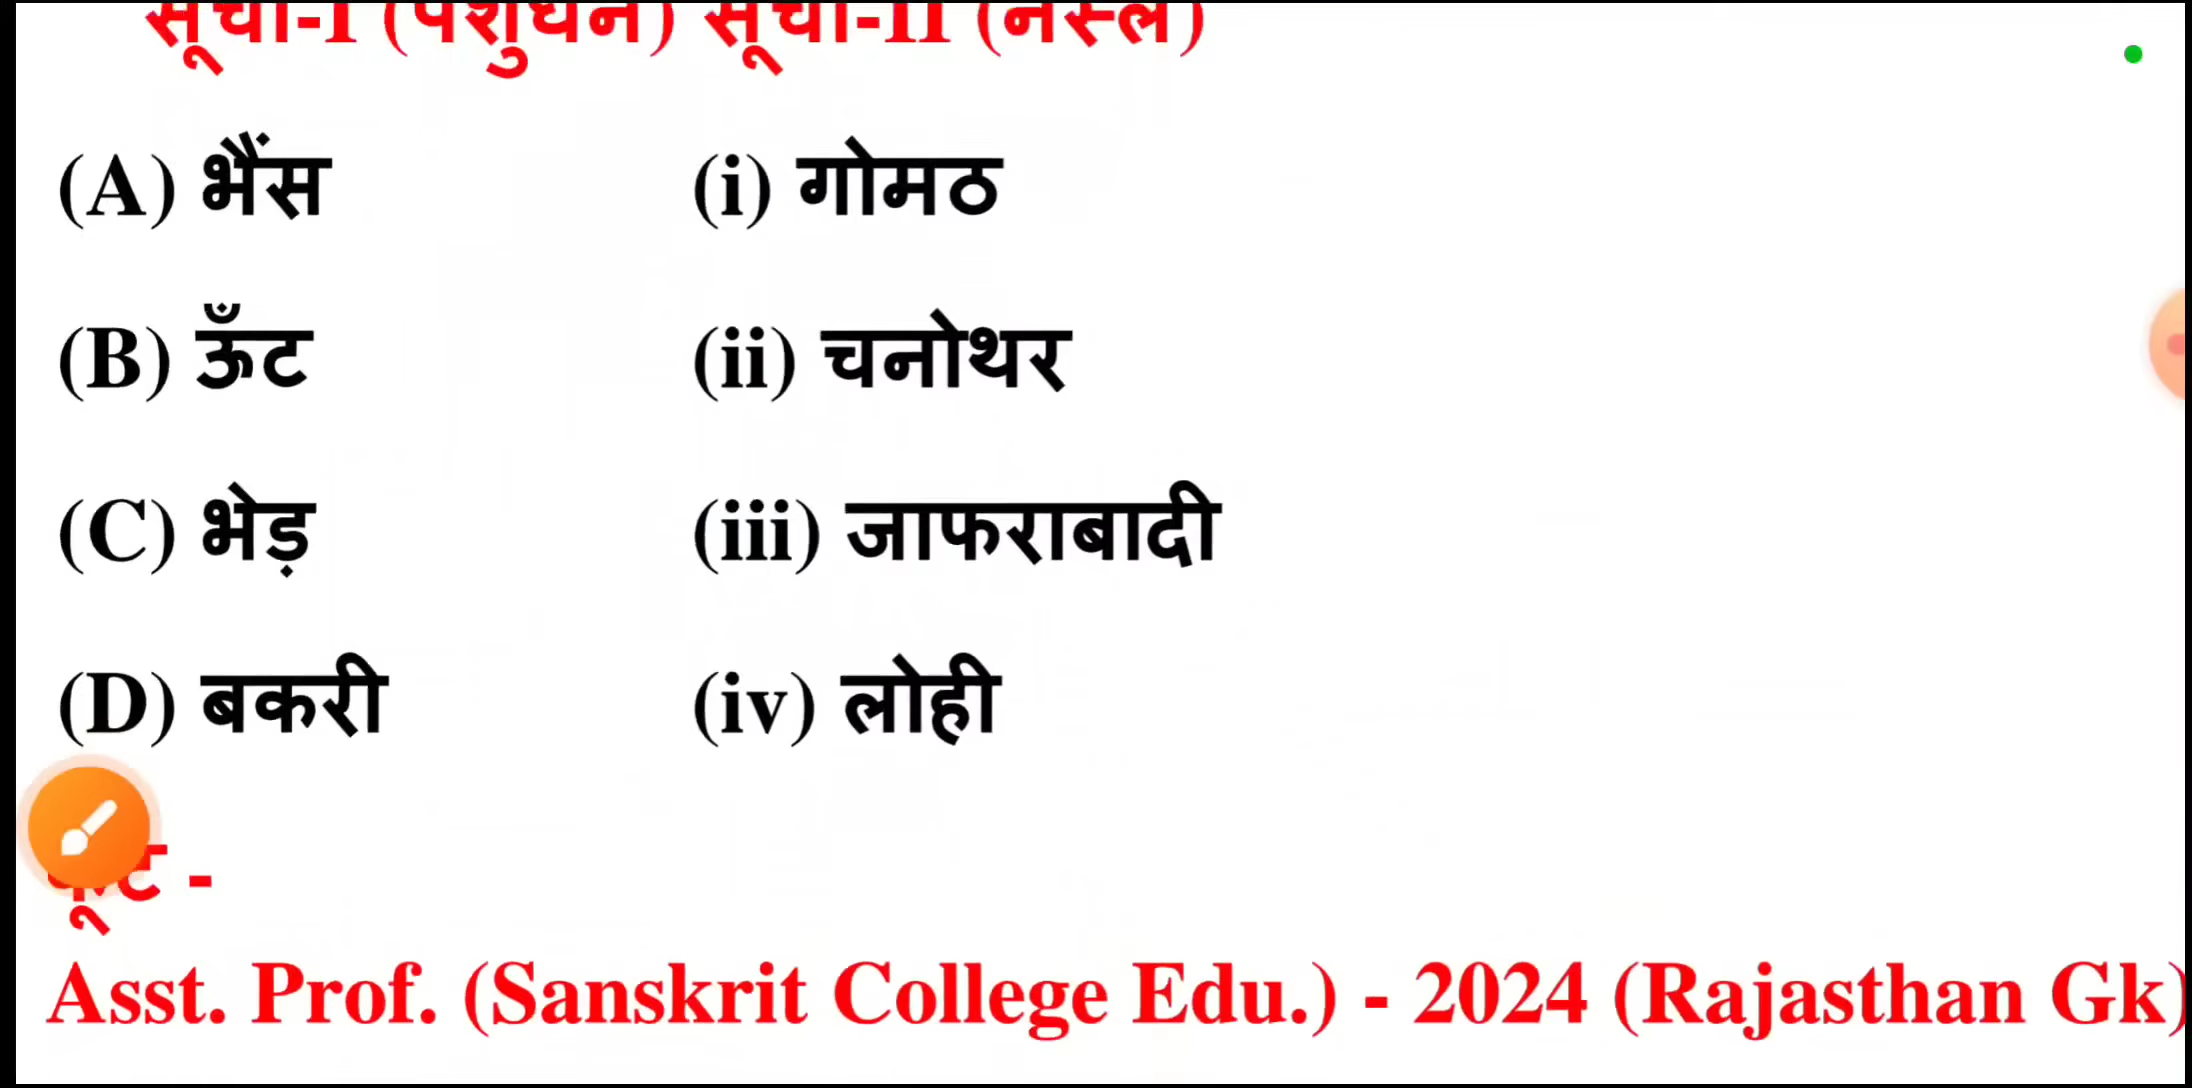 सूची-I (पशुधन) सूची-II (नस्ल)
(A) भैंस (i) गोमठ
(B) ऊँट (ii) चनोथर
(C) भेड़ (iii) जाफराबादी
(D) बकरी (iv) लोही
कूट -
Asst. Prof. (Sanskrit College Edu.) - 2024 (Rajasthan Gk)